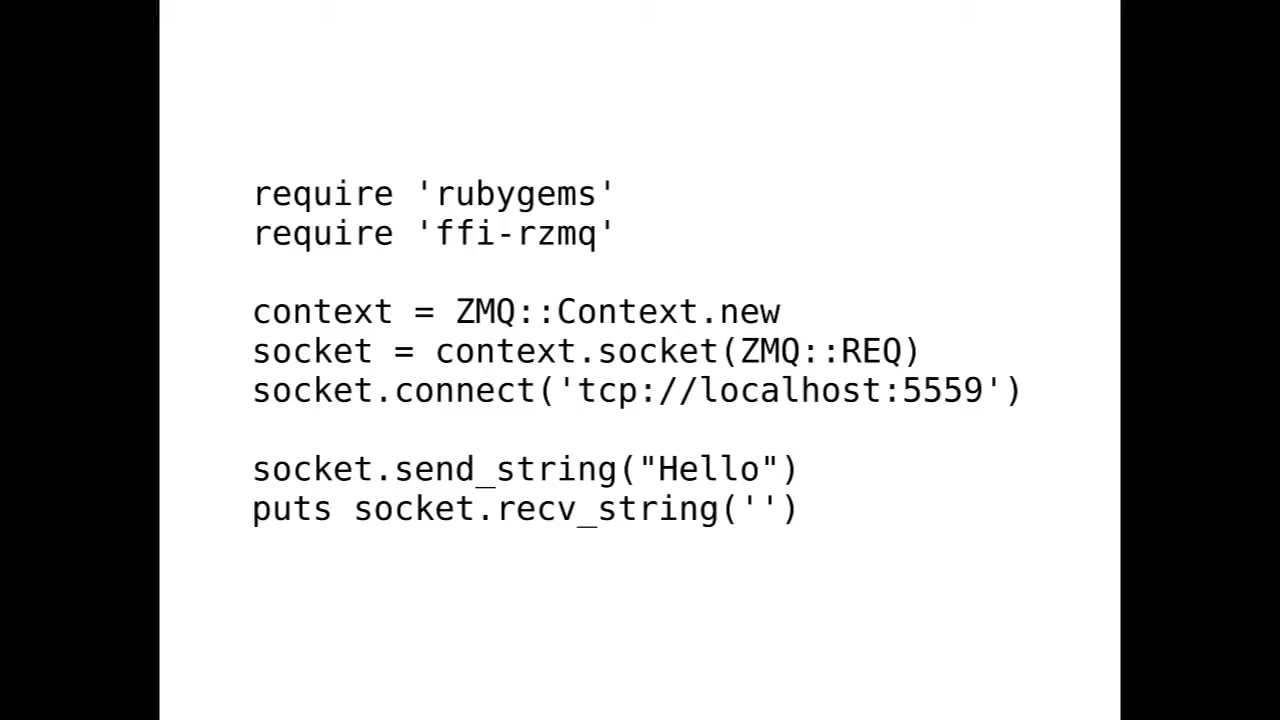 require 'rubygems'
require 'ffi-rzmq'
context = ZMQ::Context.new
socket = context.socket(ZMQ::REQ)
socket.connect('tcp://localhost:5559')
socket.send_string("Hello")
puts socket.recv_string('')